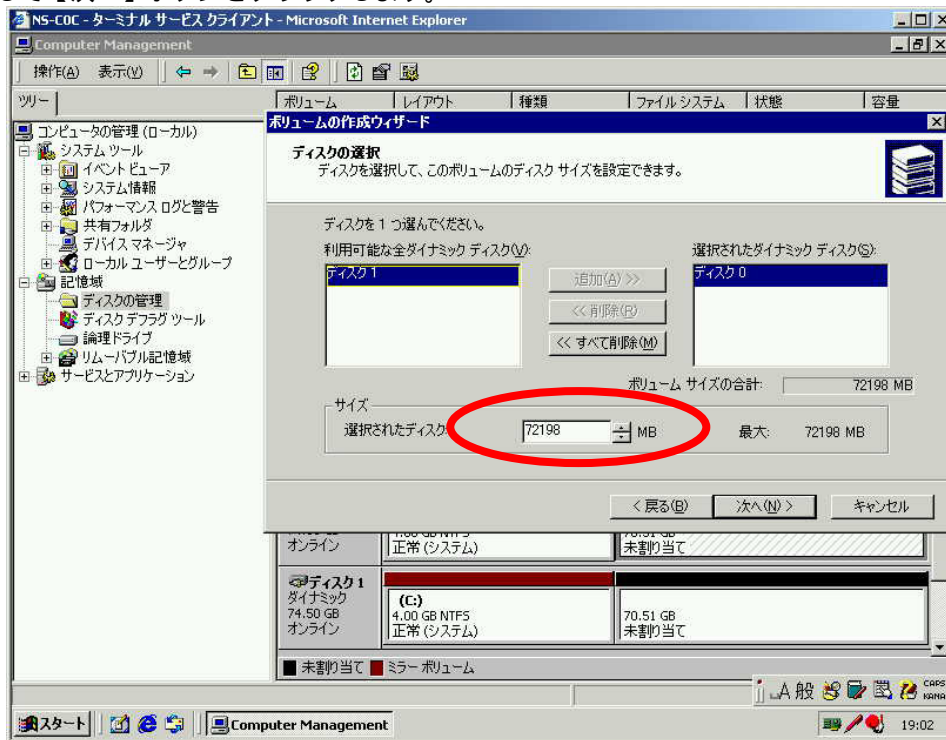 NS-COC - ターミナル サービス クライアント - Microsoft Internet Explorer
Computer Management
操作(A) 表示(V)
ツリー
ボリューム レイアウト 種類 ファイル システム 状態 容量
コンピュータの管理 (ローカル)
システム ツール
イベント ビューア
システム情報
パフォーマンス ログと警告
共有フォルダ
デバイス マネージャ
ローカル ユーザーとグループ
記憶域
ディスクの管理
ディスク デフラグ ツール
論理ドライブ
リムーバブル記憶域
サービスとアプリケーション
ボリュームの作成ウィザード
ディスクの選択
ディスクを選択して、このボリュームのディスク サイズを設定できます。
ディスクを 1 つ選んでください。
利用可能な全ダイナミック ディスク(V):
選択されたダイナミック ディスク(S):
ディスク 1
追加(A) >>
ディスク 0
<< 削除(R)
<< すべて削除(M)
ボリューム サイズの合計: 72198 MB
サイズ
選択されたディスク: 72198 MB 最大: 72198 MB
< 戻る(B) 次へ(N) > キャンセル
オンライン 正常 (システム) 未割り当て
ディスク 1
ダイナミック (C:)
74.50 GB 4.00 GB NTFS 70.51 GB
オンライン 正常 (システム) 未割り当て
未割り当て ミラー ボリューム
A 般 CAPS
KANA
スタート Computer Management 19:02